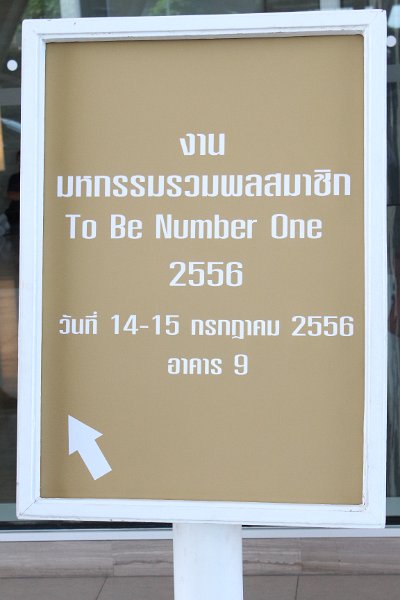 งาน
มหกรรมรวมพลสมาชิก
To Be Number One
2556
วันที่ 14-15 กรกฎาคม 2556
อาคาร 9